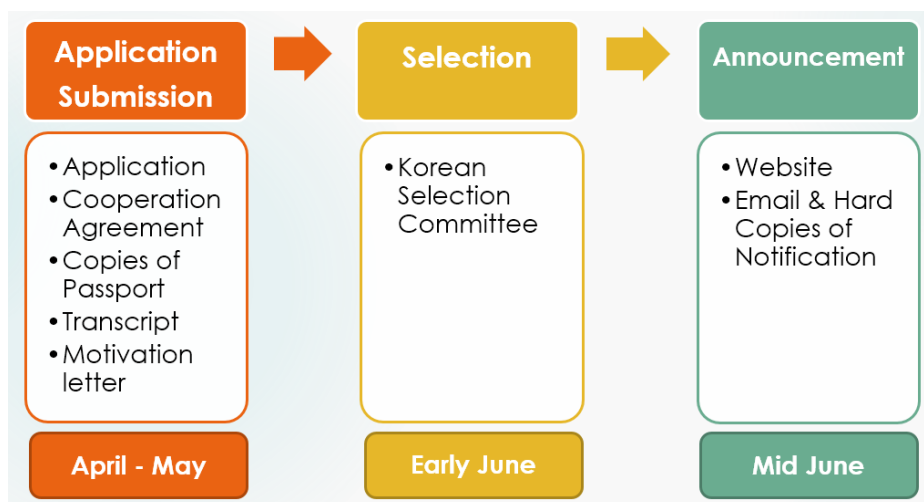 Application
Submission
• Application
• Cooperation
Agreement
• Copies of
Passport
• Transcript
• Motivation
letter
April - May
Selection
• Korean
Selection
Committee
Early June
Announcement
• Website
• Email & Hard
Copies of
Notification
Mid June